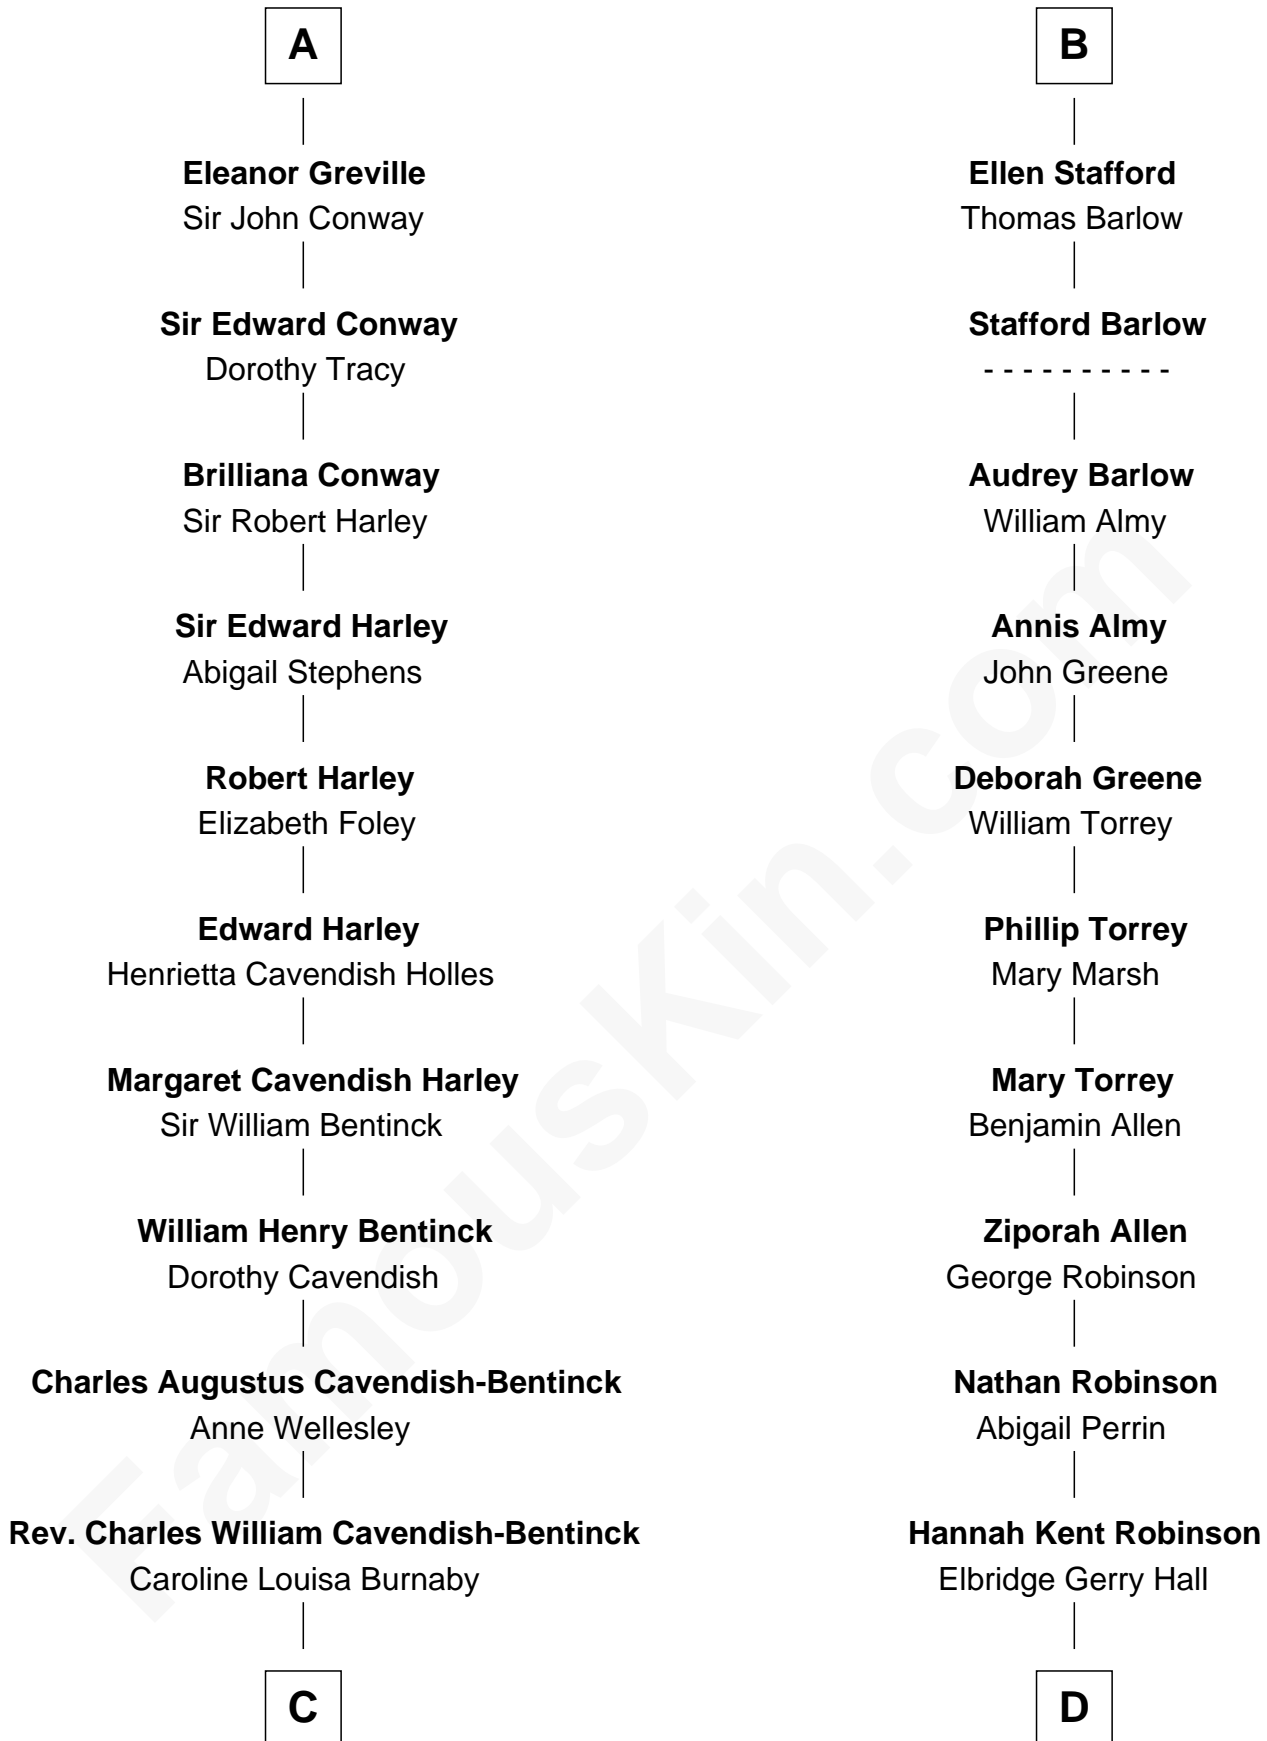 A
Eleanor Greville
Sir John Conway
Sir Edward Conway
Dorothy Tracy
Brilliana Conway
Sir Robert Harley
Sir Edward Harley
Abigail Stephens
Robert Harley
Elizabeth Foley
Edward Harley
Henrietta Cavendish Holles
Margaret Cavendish Harley
Sir William Bentinck
William Henry Bentinck
Dorothy Cavendish
Charles Augustus Cavendish-Bentinck
Anne Wellesley
Rev. Charles William Cavendish-Bentinck
Caroline Louisa Burnaby
C
B
Ellen Stafford
Thomas Barlow
Stafford Barlow
- - - - - - - - - -
Audrey Barlow
William Almy
Annis Almy
John Greene
Deborah Greene
William Torrey
Phillip Torrey
Mary Marsh
Mary Torrey
Benjamin Allen
Ziporah Allen
George Robinson
Nathan Robinson
Abigail Perrin
Hannah Kent Robinson
Elbridge Gerry Hall
D
FamousKin.com